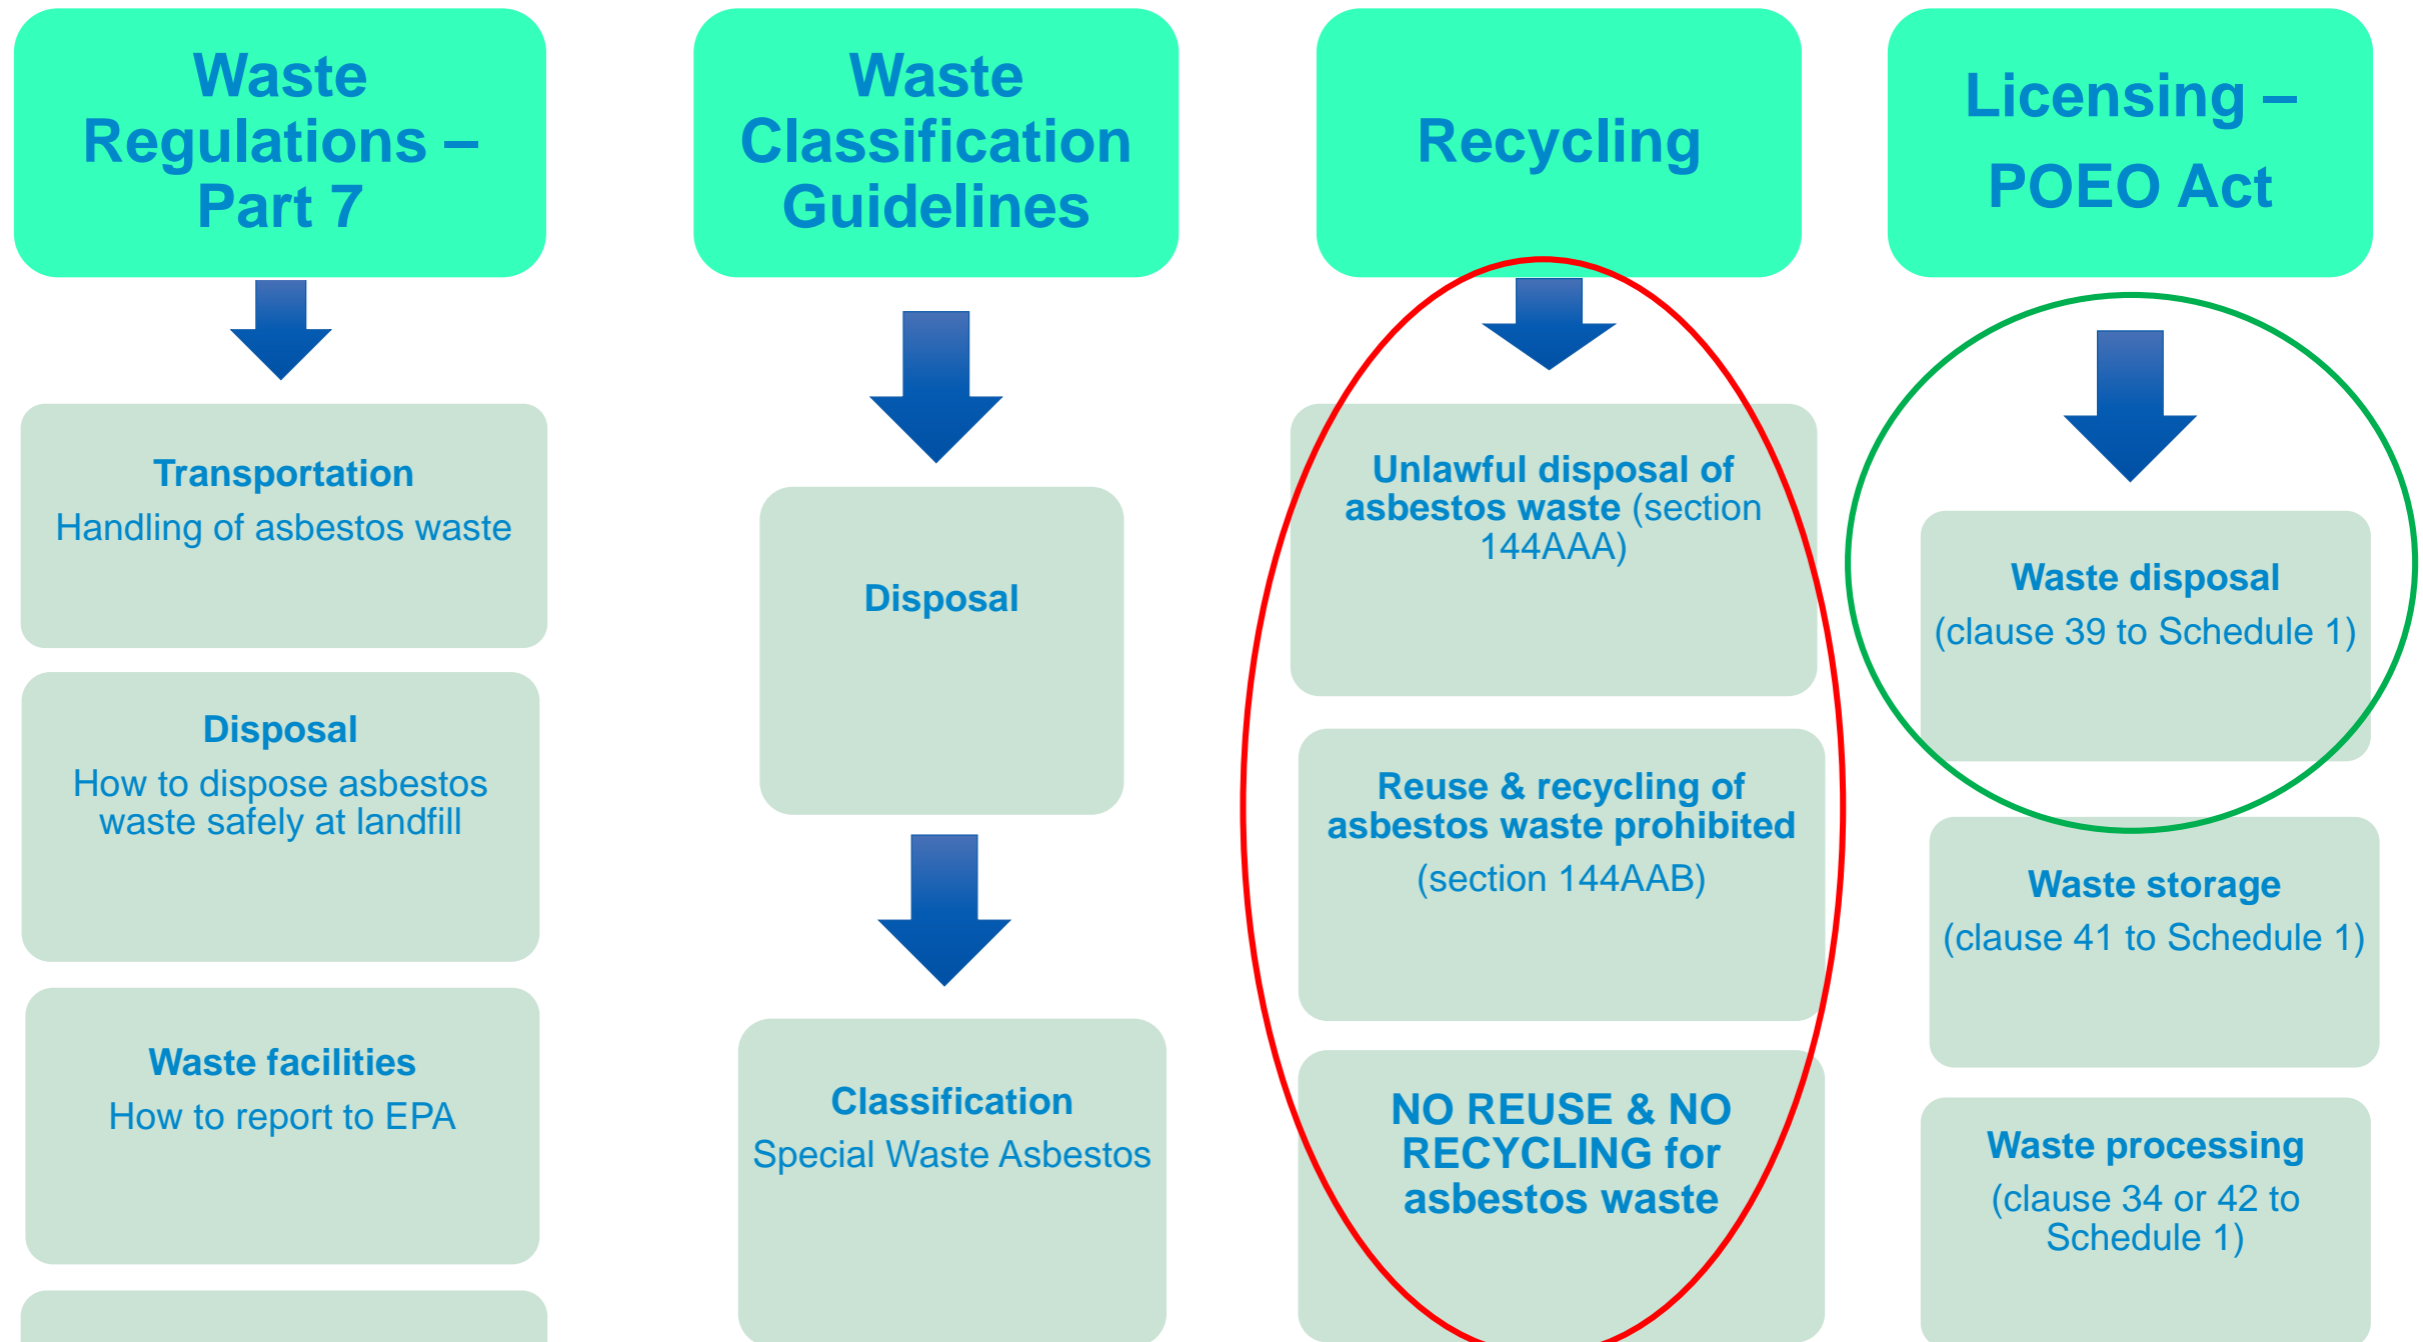 Waste
Regulations –
Part 7
Transportation
Handling of asbestos waste
Disposal
How to dispose asbestos
waste safely at landfill
Waste facilities
How to report to EPA
Waste
Classification
Guidelines
Disposal
Classification
Special Waste Asbestos
Recycling
Unlawful disposal of
asbestos waste (section
144AAA)
Reuse & recycling of
asbestos waste prohibited
(section 144AAB)
NO REUSE & NO
RECYCLING for
asbestos waste
Licensing –
POEO Act
Waste disposal
(clause 39 to Schedule 1)
Waste storage
(clause 41 to Schedule 1)
Waste processing
(clause 34 or 42 to
Schedule 1)